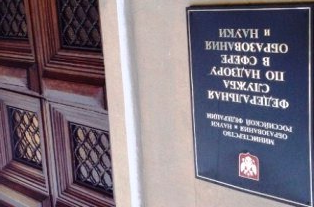 МИНИСТЕРСТВО
ОБРАЗОВАНИЯ И НАУКИ
РОССИЙСКОЙ ФЕДЕРАЦИИ
ФЕДЕРАЛЬНАЯ
СЛУЖБА
ПО НАДЗОРУ
В СФЕРЕ
ОБРАЗОВАНИЯ
И НАУКИ